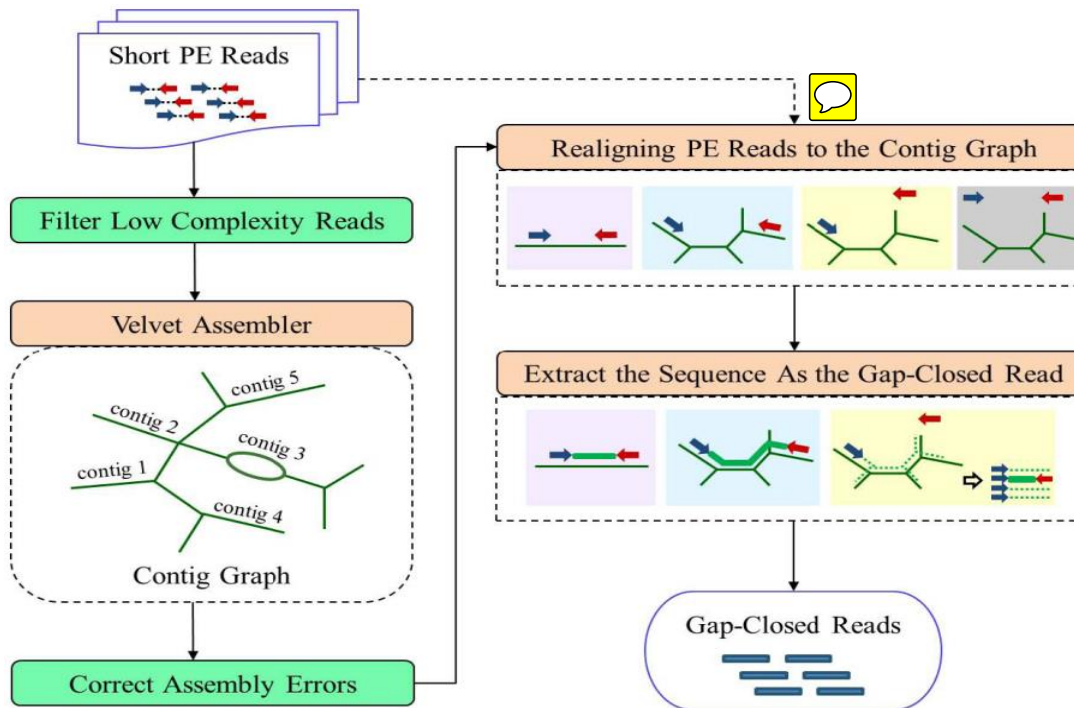 Short PE Reads
Filter Low Complexity Reads
Velvet Assembler
contig 5
contig 2
contig 3
contig 1
contig 4
Contig Graph
Correct Assembly Errors
Realigning PE Reads to the Contig Graph
Extract the Sequence As the Gap-Closed Read
Gap-Closed Reads